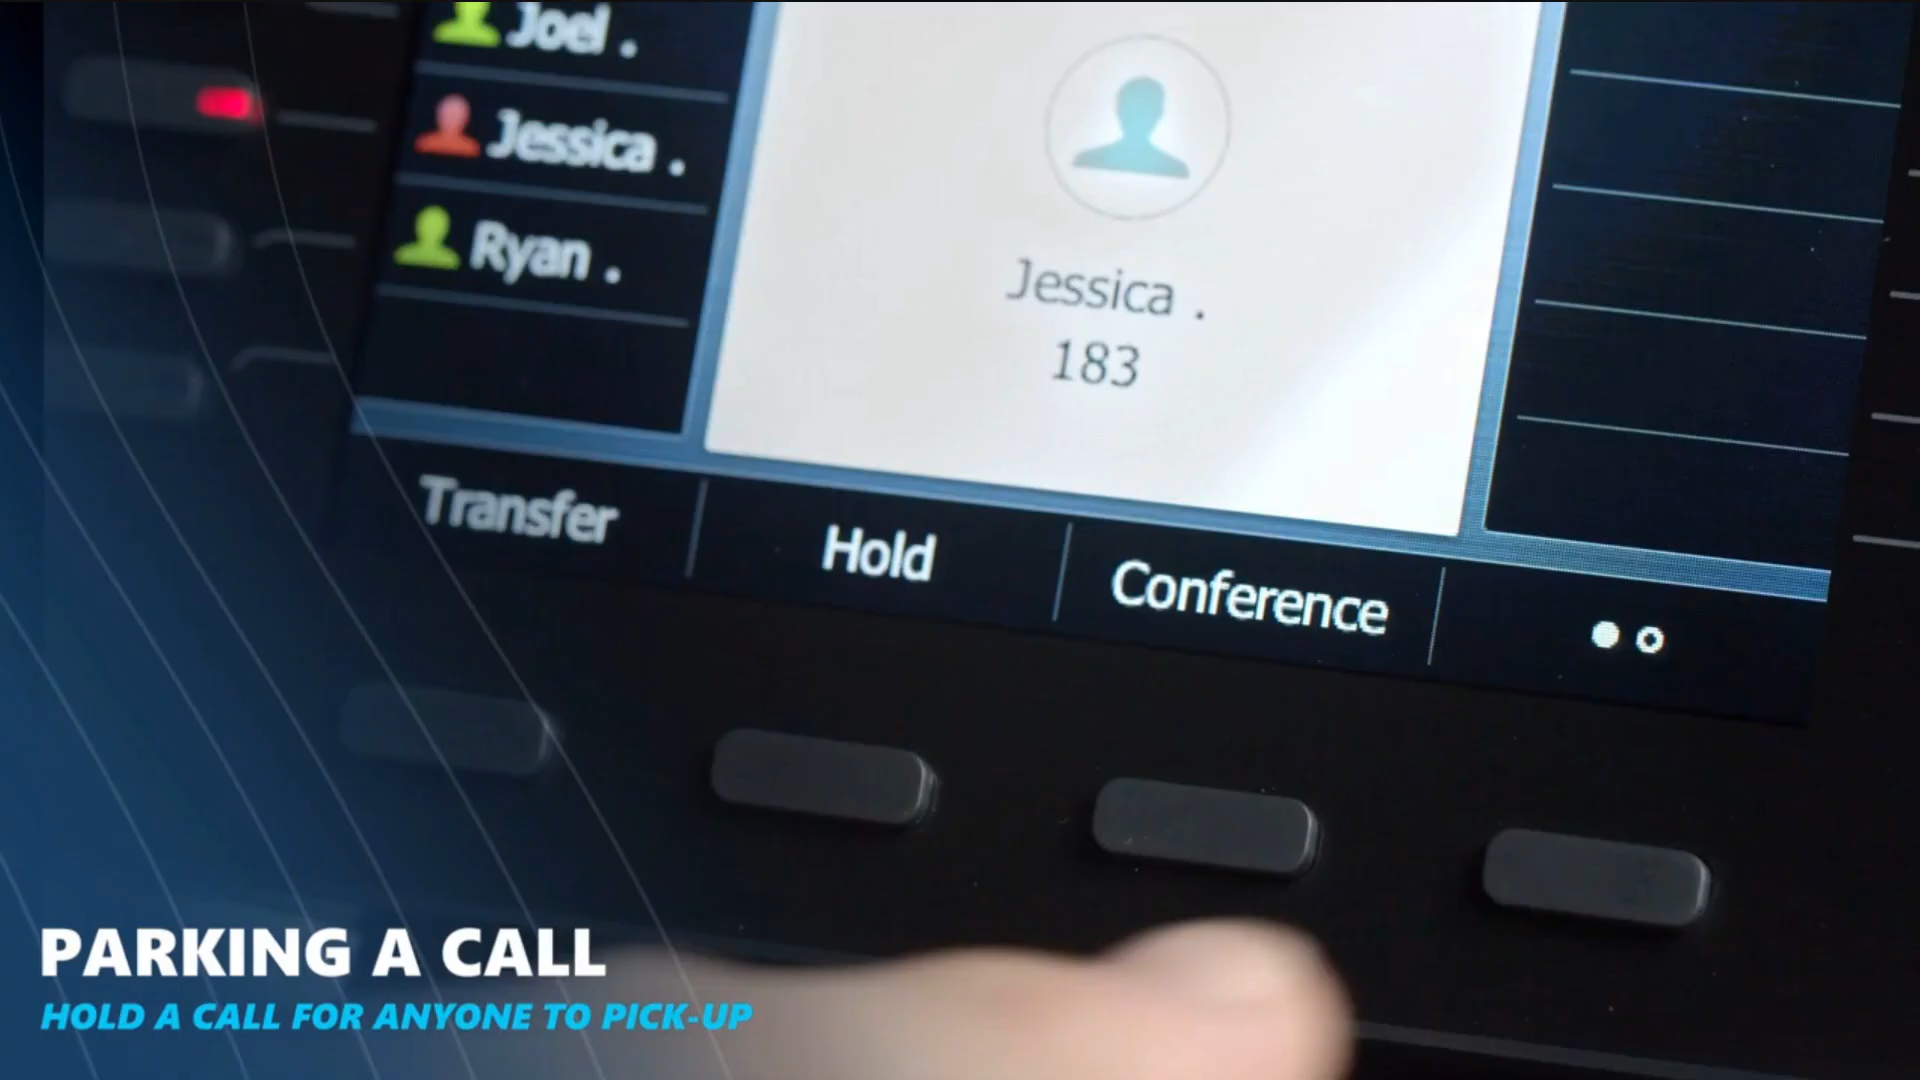 Joel .
Jessica .
Ryan .
Jessica .
183
Transfer
Hold
Conference
PARKING A CALL
HOLD A CALL FOR ANYONE TO PICK-UP